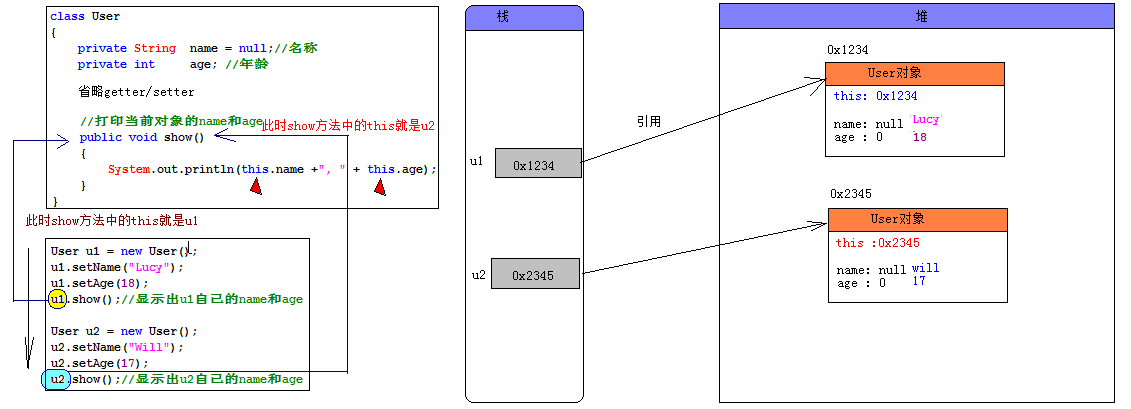 class User
{
private String name = null;//名称
private int age; //年龄
省略getter/setter
//打印当前对象的name和age
此时show方法中的this就是u2
public void show()
{
System.out.println(this.name +", " + this.age);
}
}
此时show方法中的this就是u1
User u1 = new User();
u1.setName("Lucy");
u1.setAge(18);
u1.show();//显示出u1自己的name和age
User u2 = new User();
u2.setName("Will");
u2.setAge(17);
u2.show();//显示出u2自己的name和age
栈
u1
0x1234
u2
0x2345
引用
堆
0x1234
User对象
this: 0x1234
name: null Lucy
age : 0 18
0x2345
User对象
this :0x2345
name: null will
age : 0 17